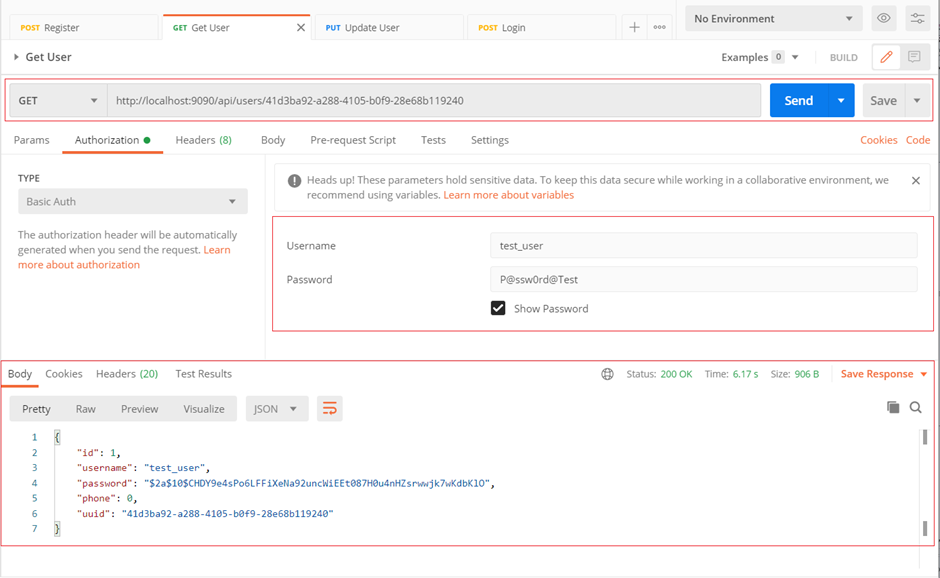 POST Register GET Get User PUT Update User POST Login No Environment
Get User Examples 0 BUILD
GET http://localhost:9090/api/users/41d3ba92-a288-4105-b0f9-28e68b119240 Send Save
Params Authorization Headers (8) Body Pre-request Script Tests Settings Cookies Code
TYPE
Basic Auth
The authorization header will be automatically
generated when you send the request. Learn
more about authorization
Heads up! These parameters hold sensitive data. To keep this data secure while working in a collaborative environment, we
recommend using variables. Learn more about variables
Username test_user
Password P@ssw0rd@Test
Show Password
Body Cookies Headers (20) Test Results Status: 200 OK Time: 6.17 s Size: 906 B Save Response
Pretty Raw Preview Visualize JSON
1 {
2 "id": 1,
3 "username": "test_user",
4 "password": "$2a$10$CHDY9e4sPo6LFFiXeNa92uncWiEEt087H0u4nHZsrwwjk7wKdbKlO",
5 "phone": 0,
6 "uuid": "41d3ba92-a288-4105-b0f9-28e68b119240"
7 }